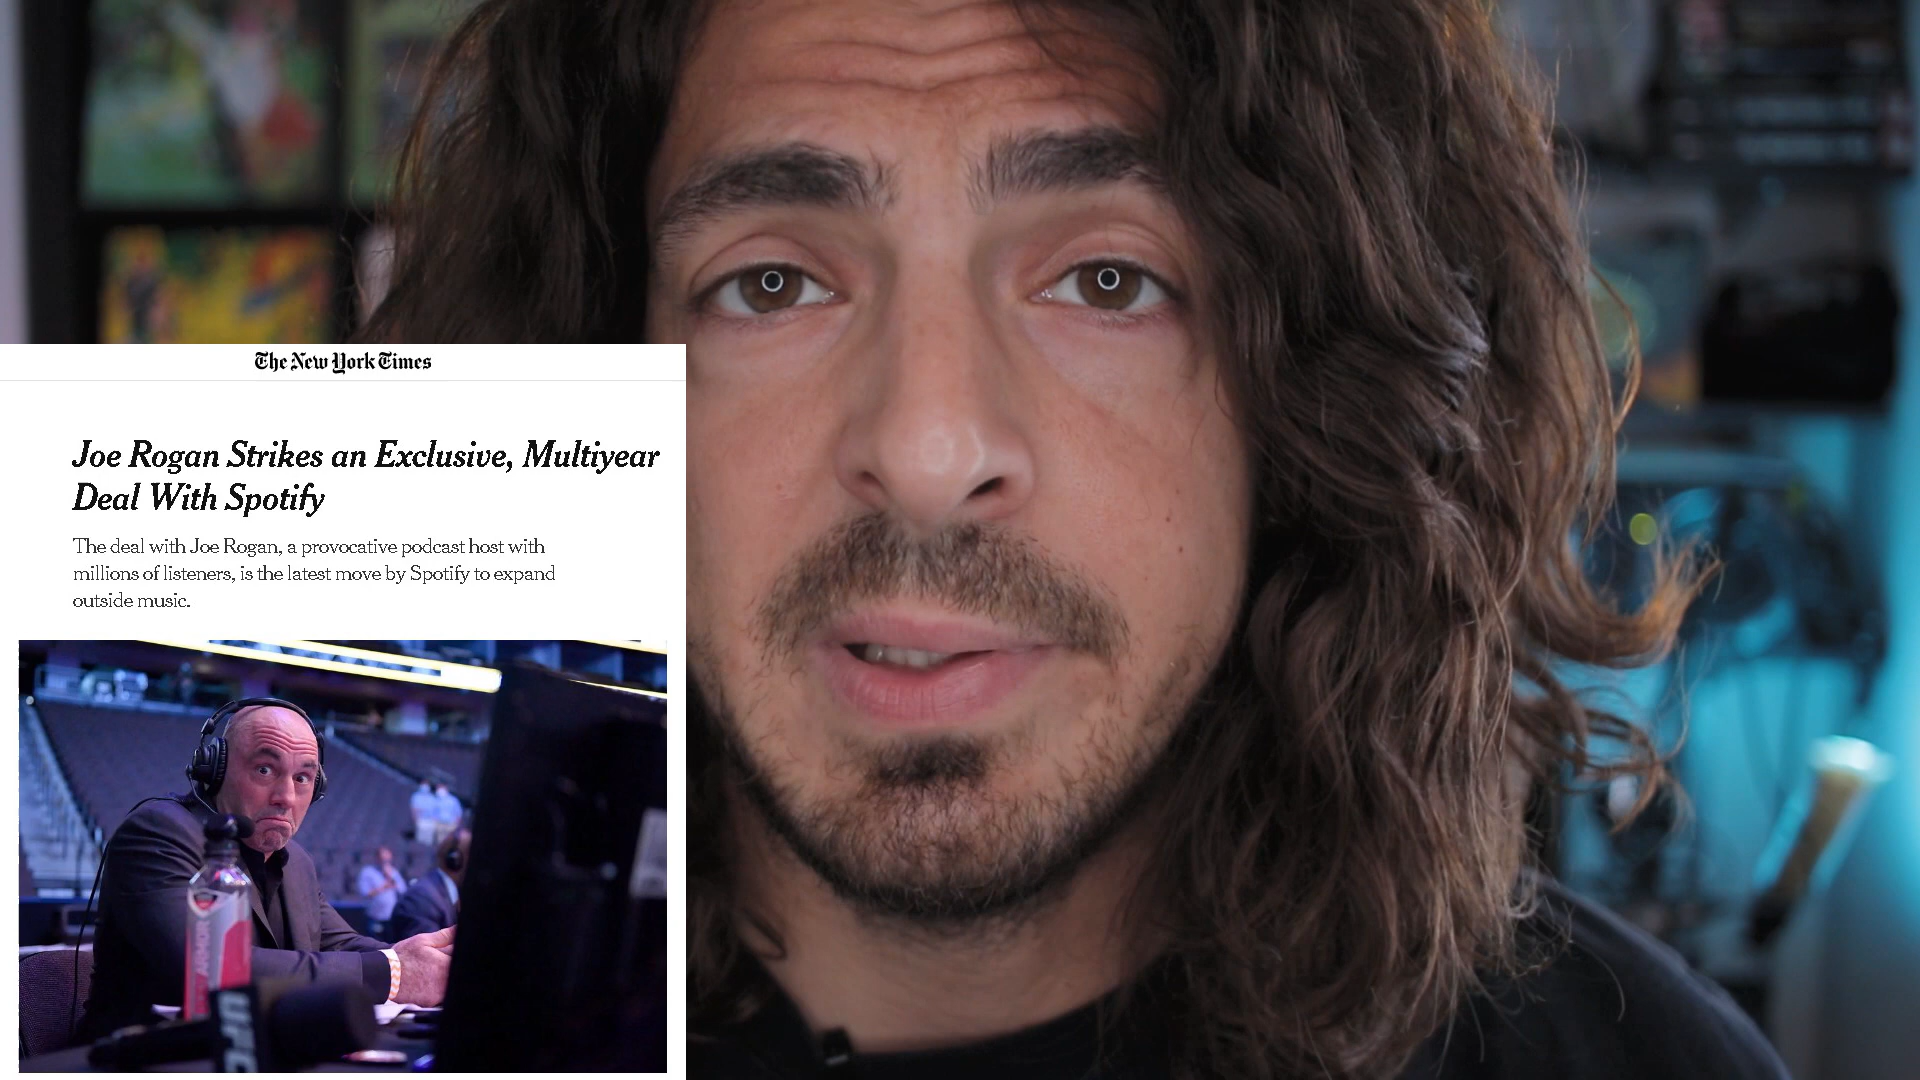 The New York Times
Joe Rogan Strikes an Exclusive, Multiyear
Deal With Spotify
The deal with Joe Rogan, a provocative podcast host with
millions of listeners, is the latest move by Spotify to expand
outside music.
UFC